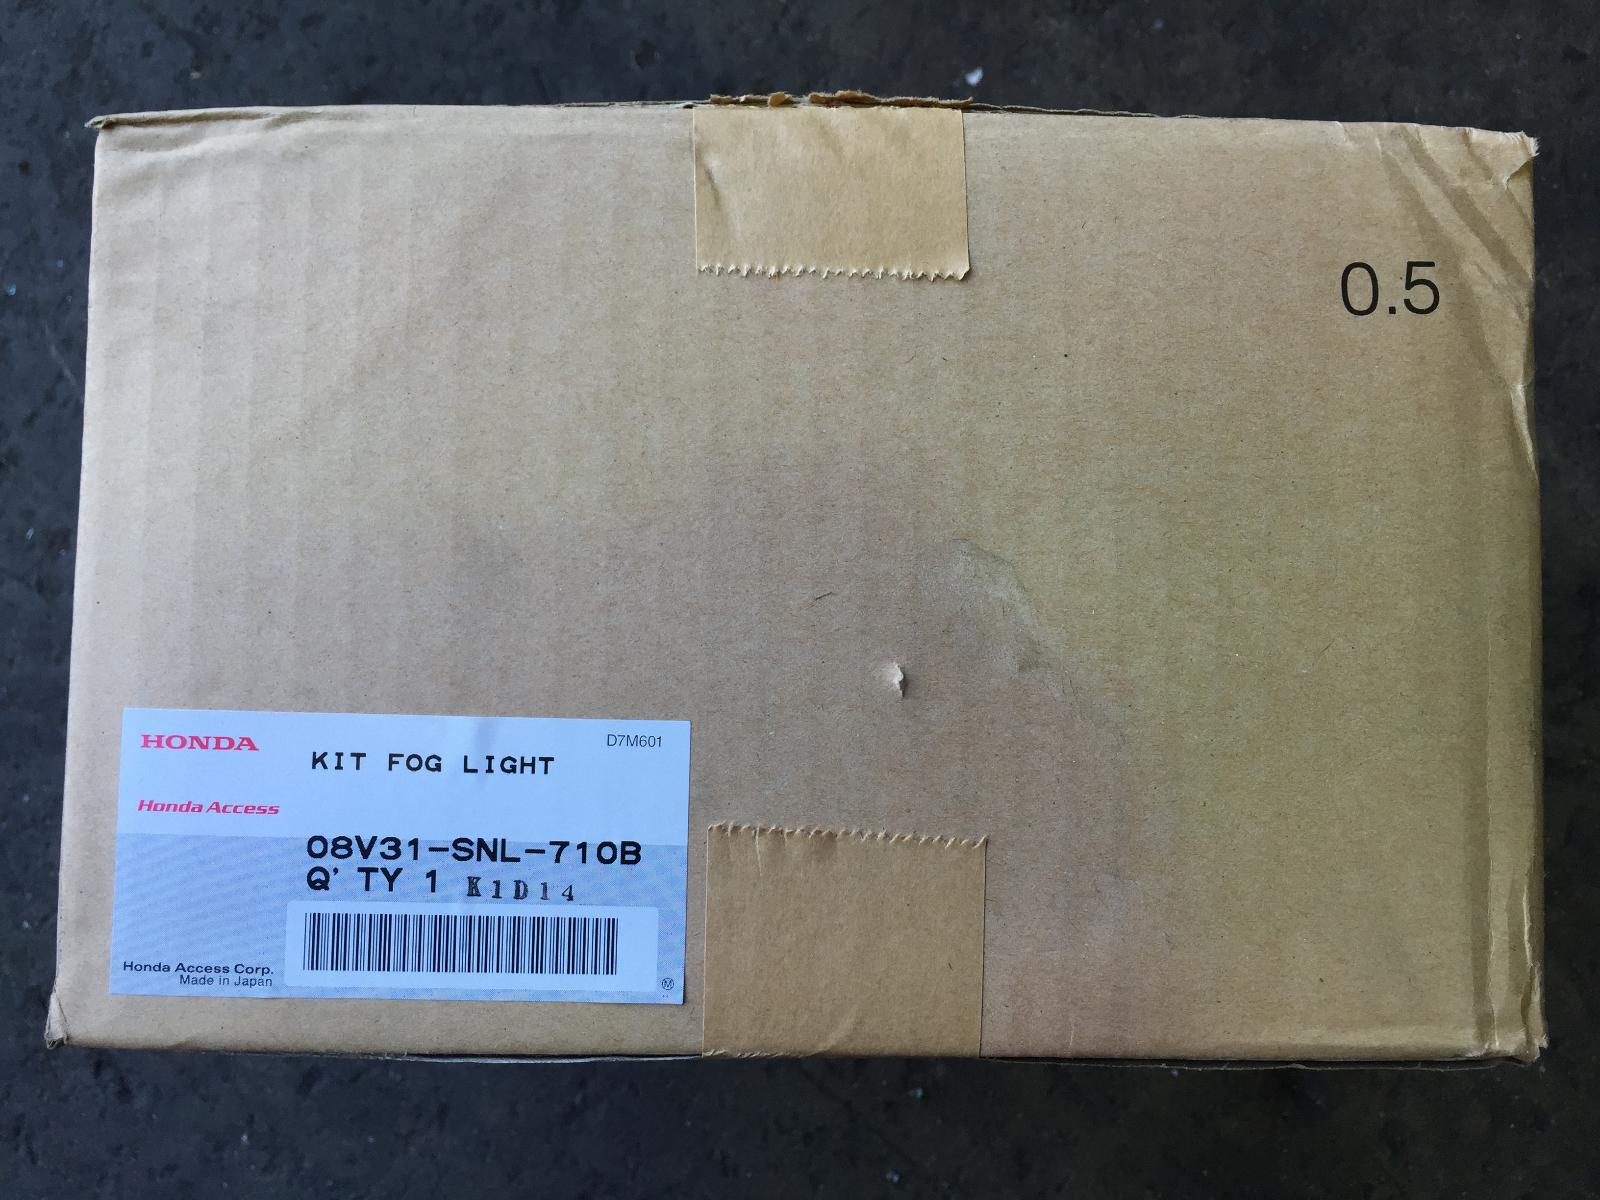 0.5
HONDA
D7M601
KIT FOG LIGHT
Honda Access
08V31-SNL-710B
Q' TY 1 K1D14
Honda Access Corp.
Made in Japan
M